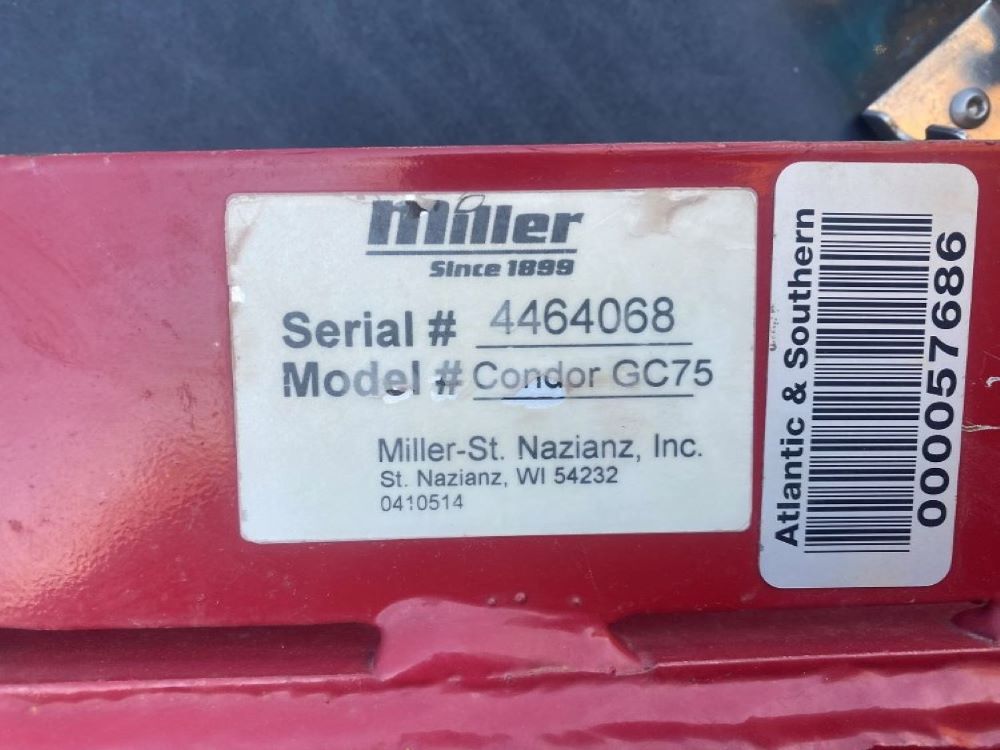 Miller
Since 1899
Serial # 4464068
Model # Condor GC75
Miller-St. Nazianz, Inc.
St. Nazianz, WI 54232
0410514
Atlantic & Southern
000057686